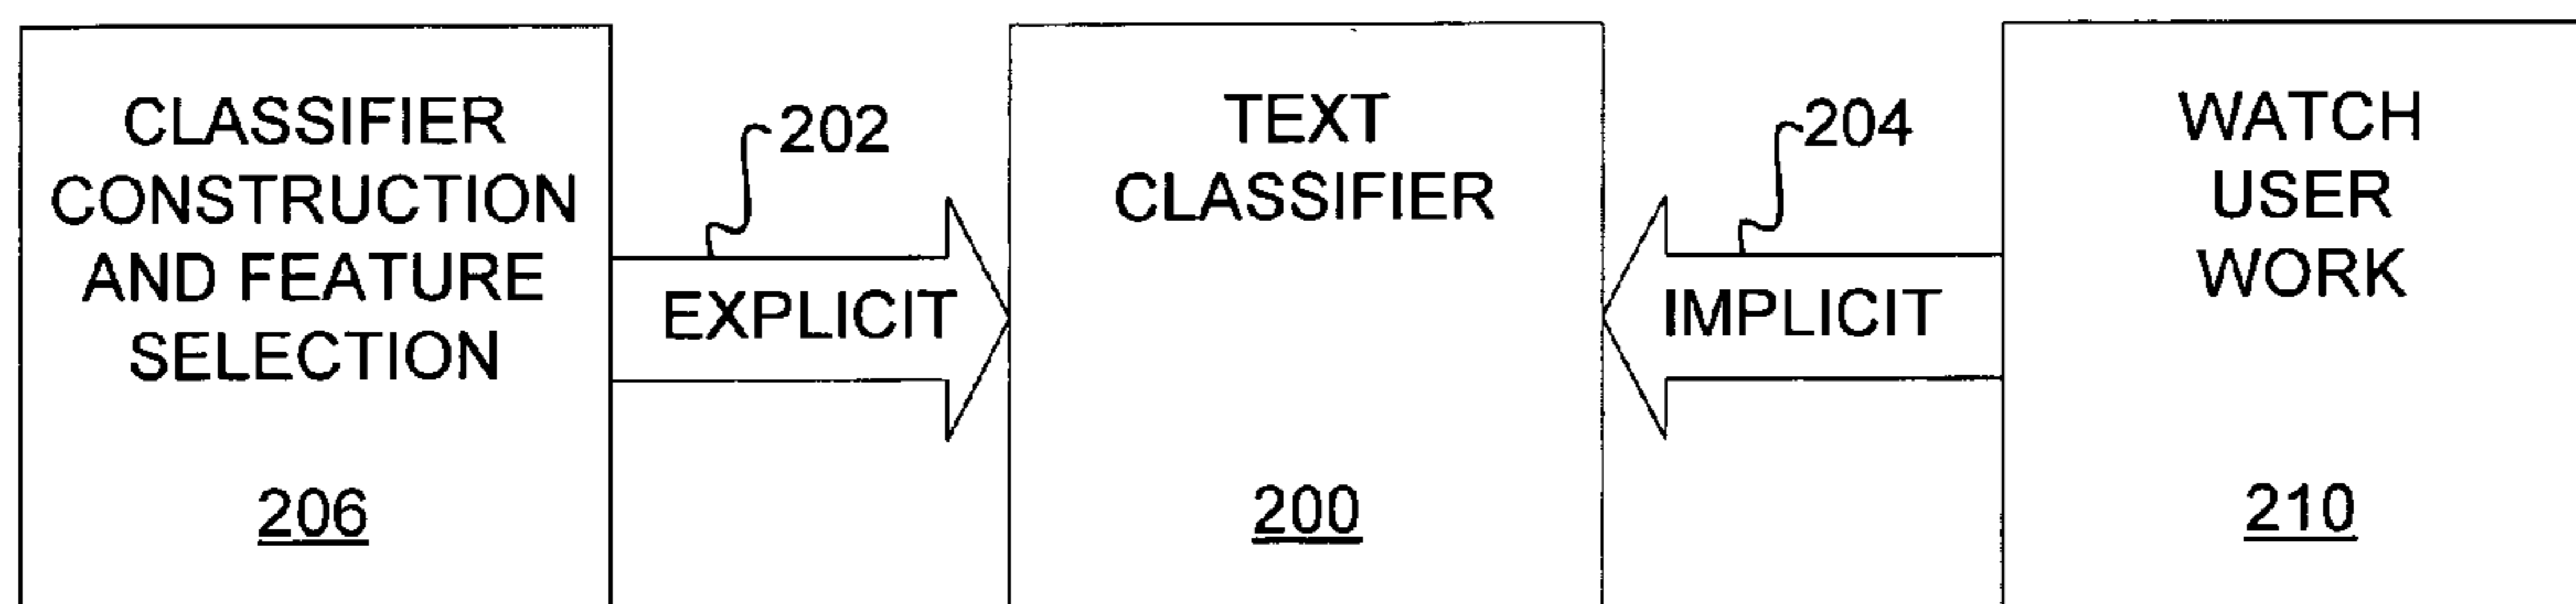 CLASSIFIER
CONSTRUCTION
AND FEATURE
SELECTION
206
202
EXPLICIT
TEXT
CLASSIFIER
200
204
IMPLICIT
WATCH
USER
WORK
210